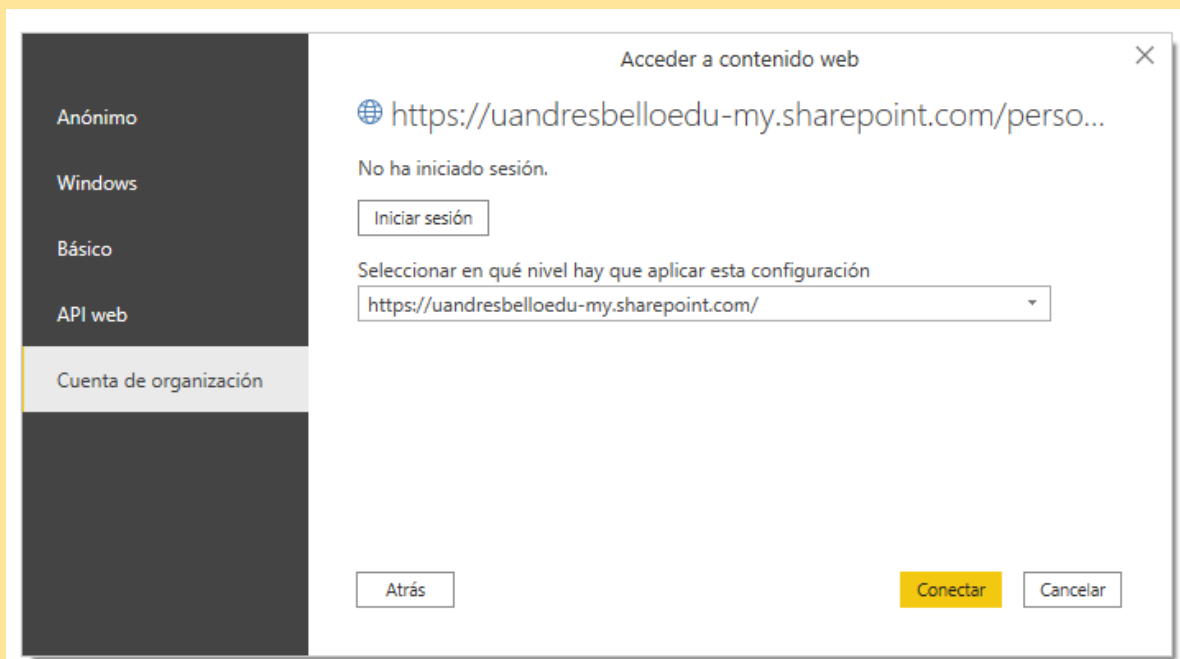 Acceder a contenido web
Anónimo
Windows
Básico
API web
Cuenta de organización
https://uandresbelloedu-my.sharepoint.com/perso...
No ha iniciado sesión.
Iniciar sesión
Seleccionar en qué nivel hay que aplicar esta configuración
https://uandresbelloedu-my.sharepoint.com/
Atrás
Conectar
Cancelar